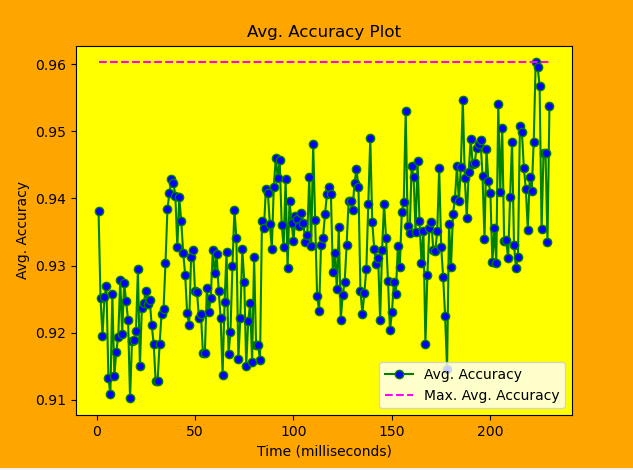 Avg. Accuracy Plot
0.96
0.95
0.94
0.93
0.92
0.91
Avg. Accuracy
0 50 100 150 200
Time (milliseconds)
Avg. Accuracy
Max. Avg. Accuracy